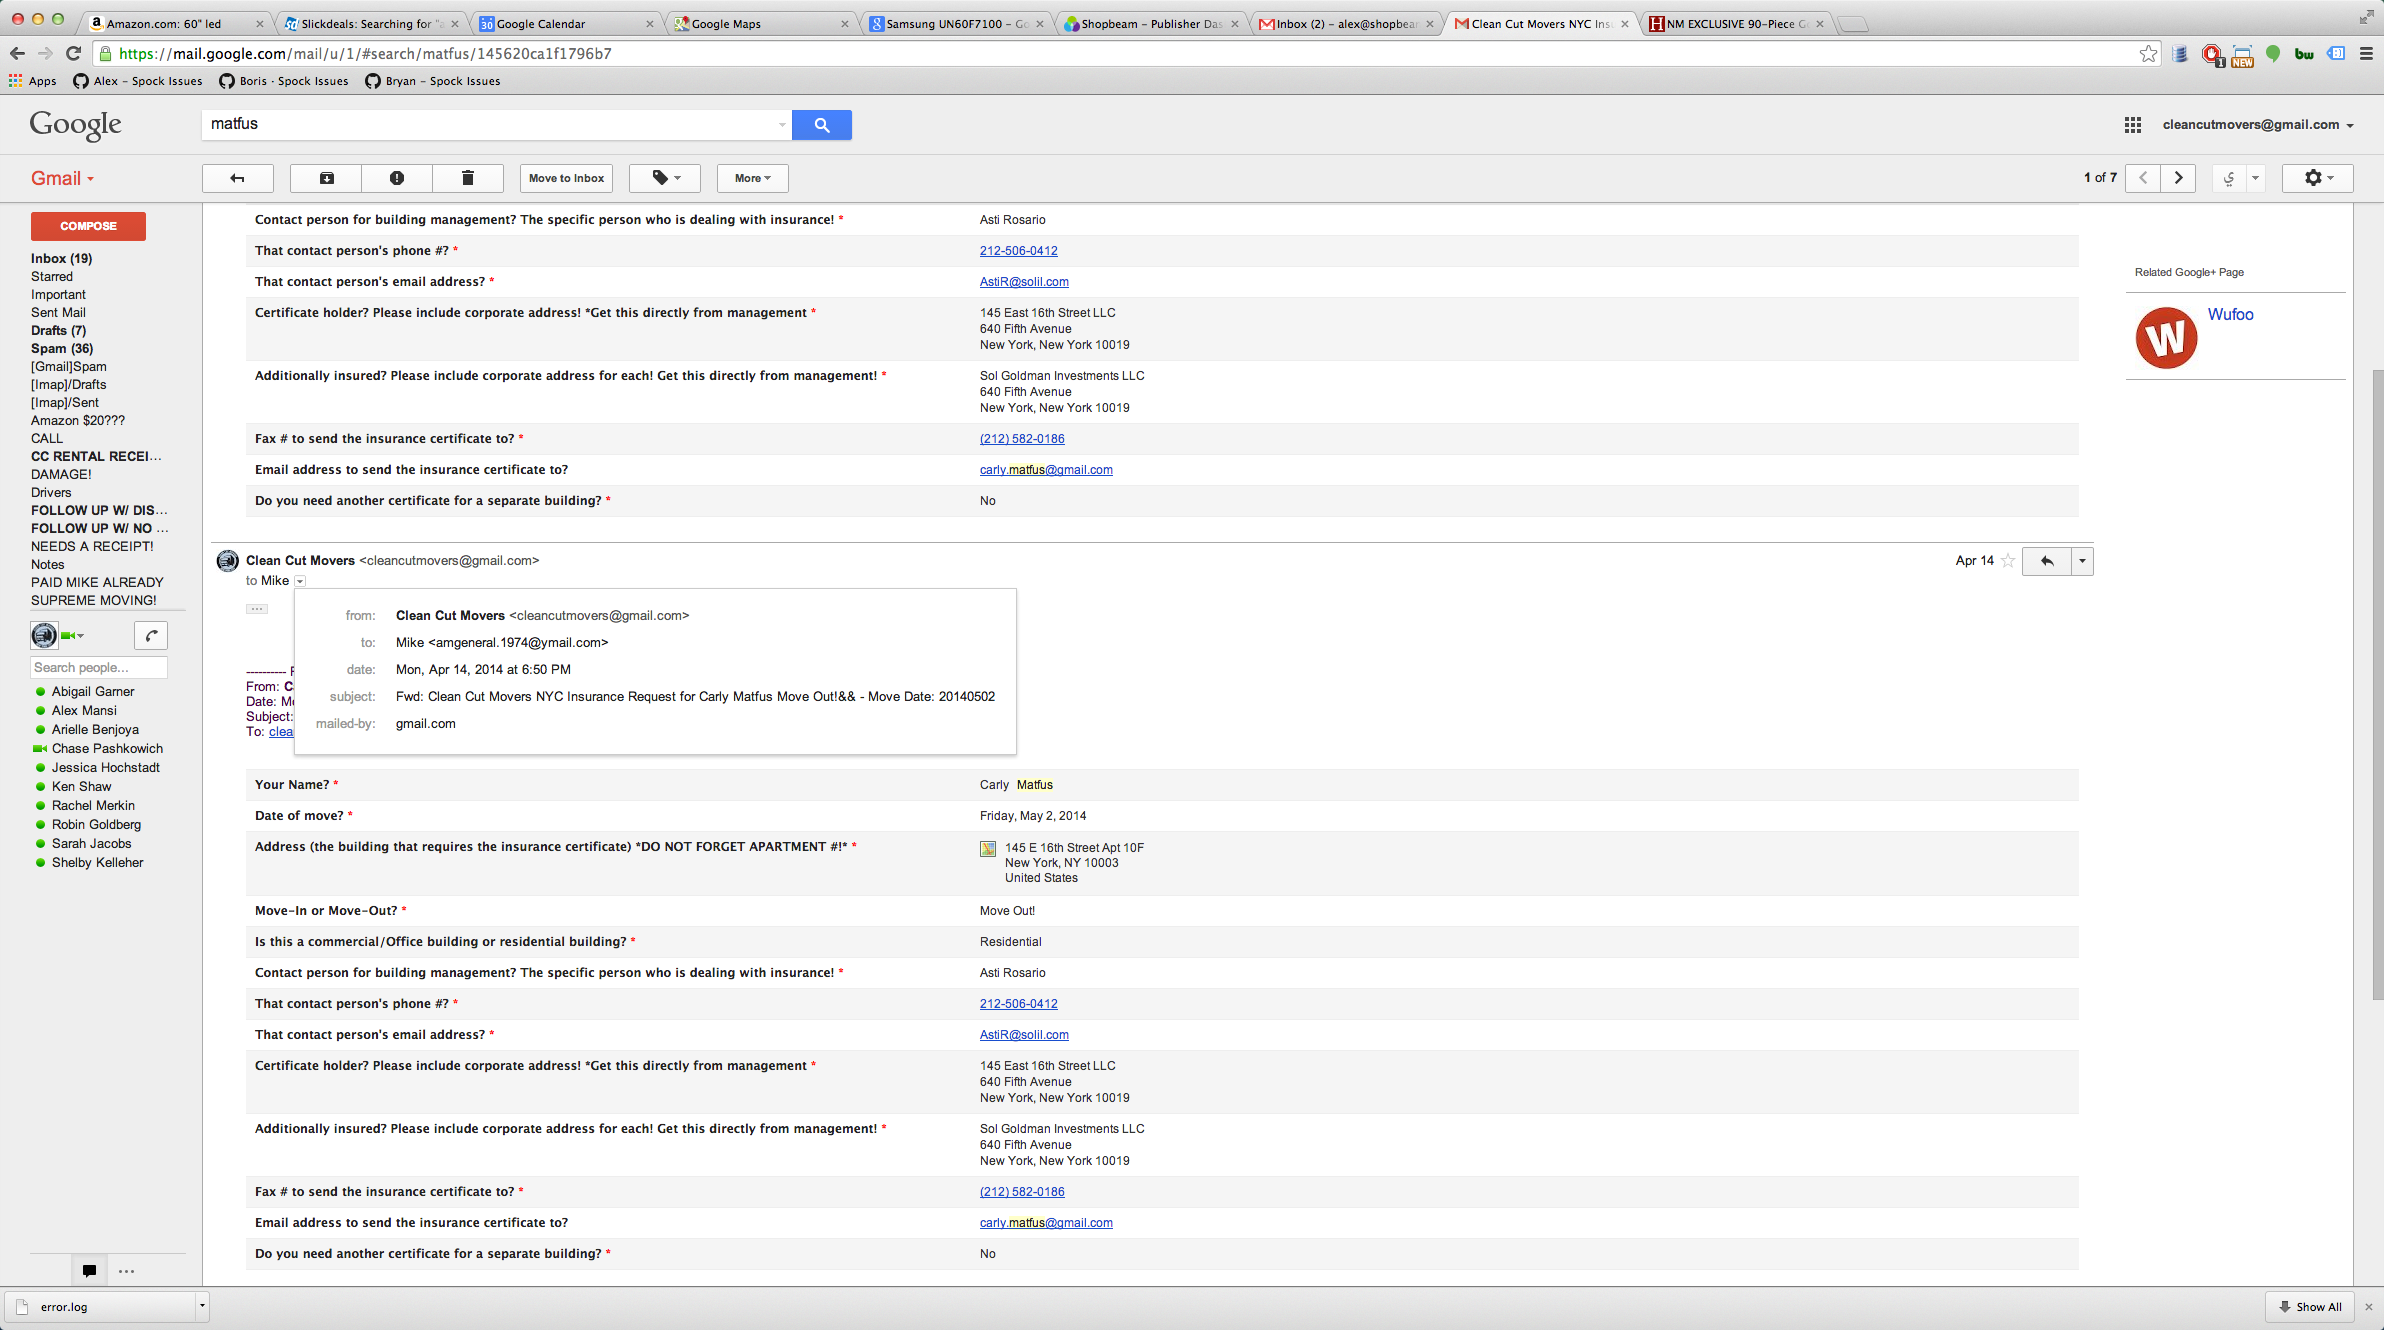 Amazon.com: 60" led
Slickdeals: Searching for "a
Google Calendar
Google Maps
Samsung UN60F7100 – Go
Shopbeam – Publisher Das
Inbox (2) – alex@shopbeam
Clean Cut Movers NYC Ins
NM EXCLUSIVE 90-Piece G
https://mail.google.com/mail/u/1/#search/matfus/145620ca1f1796b7
Apps
Alex – Spock Issues
Boris · Spock Issues
Bryan – Spock Issues
Google
matfus
cleancutmovers@gmail.com
Gmail
Move to Inbox
More
1 of 7
COMPOSE
Inbox (19)
Starred
Important
Sent Mail
Drafts (7)
Spam (36)
[Gmail]Spam
[Imap]/Drafts
[Imap]/Sent
Amazon $20???
CALL
CC RENTAL RECEI...
DAMAGE!
Drivers
FOLLOW UP W/ DIS...
FOLLOW UP W/ NO ...
NEEDS A RECEIPT!
Notes
PAID MIKE ALREADY
SUPREME MOVING!
Search people...
Abigail Garner
Alex Mansi
Arielle Benjoya
Chase Pashkowich
Jessica Hochstadt
Ken Shaw
Rachel Merkin
Robin Goldberg
Sarah Jacobs
Shelby Kelleher
Contact person for building management? The specific person who is dealing with insurance! * Asti Rosario
That contact person's phone #? * 212-506-0412
That contact person's email address? * AstiR@solil.com
Certificate holder? Please include corporate address! *Get this directly from management * 145 East 16th Street LLC
640 Fifth Avenue
New York, New York 10019
Additionally insured? Please include corporate address for each! Get this directly from management! * Sol Goldman Investments LLC
640 Fifth Avenue
New York, New York 10019
Fax # to send the insurance certificate to? * (212) 582-0186
Email address to send the insurance certificate to? carly.matfus@gmail.com
Do you need another certificate for a separate building? * No
Clean Cut Movers <cleancutmovers@gmail.com>
Apr 14
to Mike
from: Clean Cut Movers <cleancutmovers@gmail.com>
to: Mike <amgeneral.1974@ymail.com>
date: Mon, Apr 14, 2014 at 6:50 PM
subject: Fwd: Clean Cut Movers NYC Insurance Request for Carly Matfus Move Out!&& - Move Date: 20140502
mailed-by: gmail.com
---------- F
From: C
Date: Mo
Subject:
To: clea
Your Name? * Carly Matfus
Date of move? * Friday, May 2, 2014
Address (the building that requires the insurance certificate) *DO NOT FORGET APARTMENT #!* * 145 E 16th Street Apt 10F
New York, NY 10003
United States
Move-In or Move-Out? * Move Out!
Is this a commercial/Office building or residential building? * Residential
Contact person for building management? The specific person who is dealing with insurance! * Asti Rosario
That contact person's phone #? * 212-506-0412
That contact person's email address? * AstiR@solil.com
Certificate holder? Please include corporate address! *Get this directly from management * 145 East 16th Street LLC
640 Fifth Avenue
New York, New York 10019
Additionally insured? Please include corporate address for each! Get this directly from management! * Sol Goldman Investments LLC
640 Fifth Avenue
New York, New York 10019
Fax # to send the insurance certificate to? * (212) 582-0186
Email address to send the insurance certificate to? carly.matfus@gmail.com
Do you need another certificate for a separate building? * No
Related Google+ Page
W
Wufoo
error.log
Show All